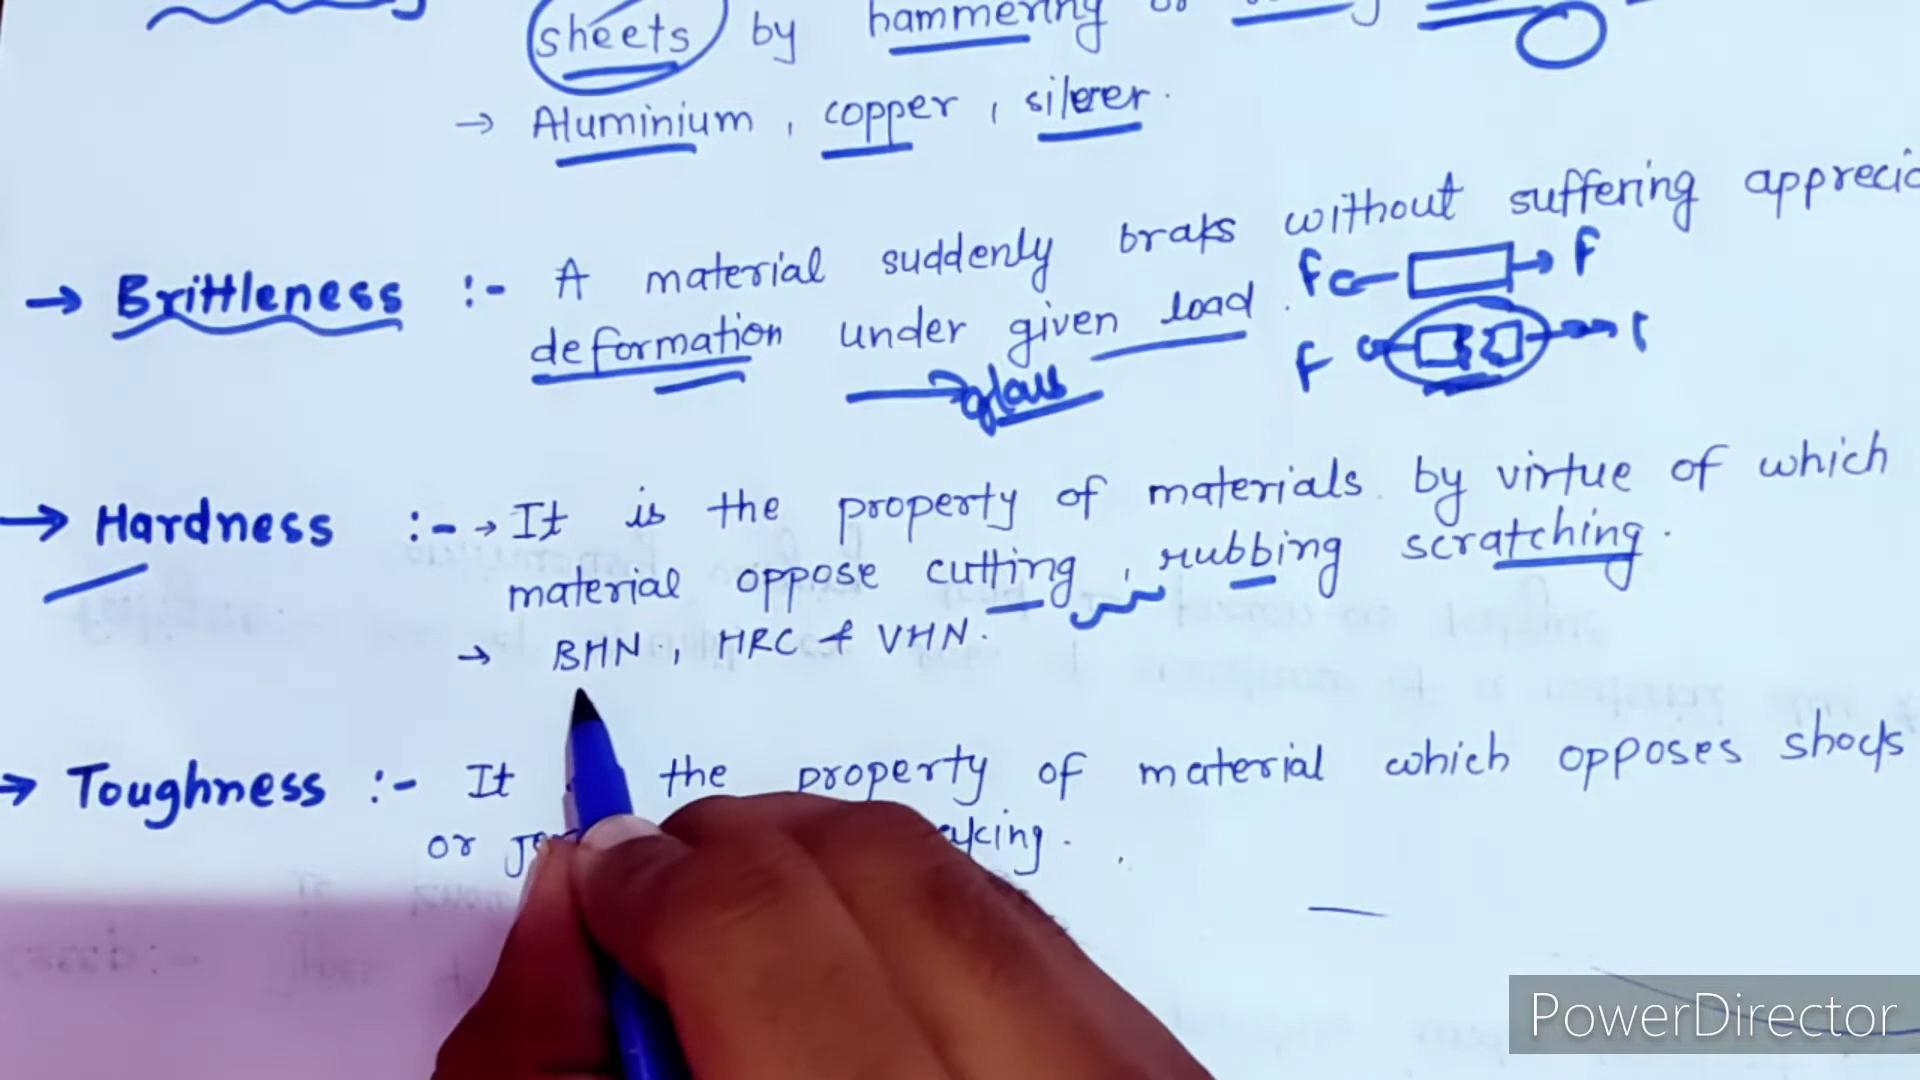 sheets by hammering
→ Aluminium , copper , silver .
→ Brittleness :- A material suddenly braks without suffering
deformation under given load .
F F
F
→ glass
→ Hardness :- → It is the property of materials by virtue of which
material oppose cutting , rubbing scratching .
→ BHN , HRC & VHN .
→ Toughness :- It the property of material which opposes shocks
or
PowerDirector